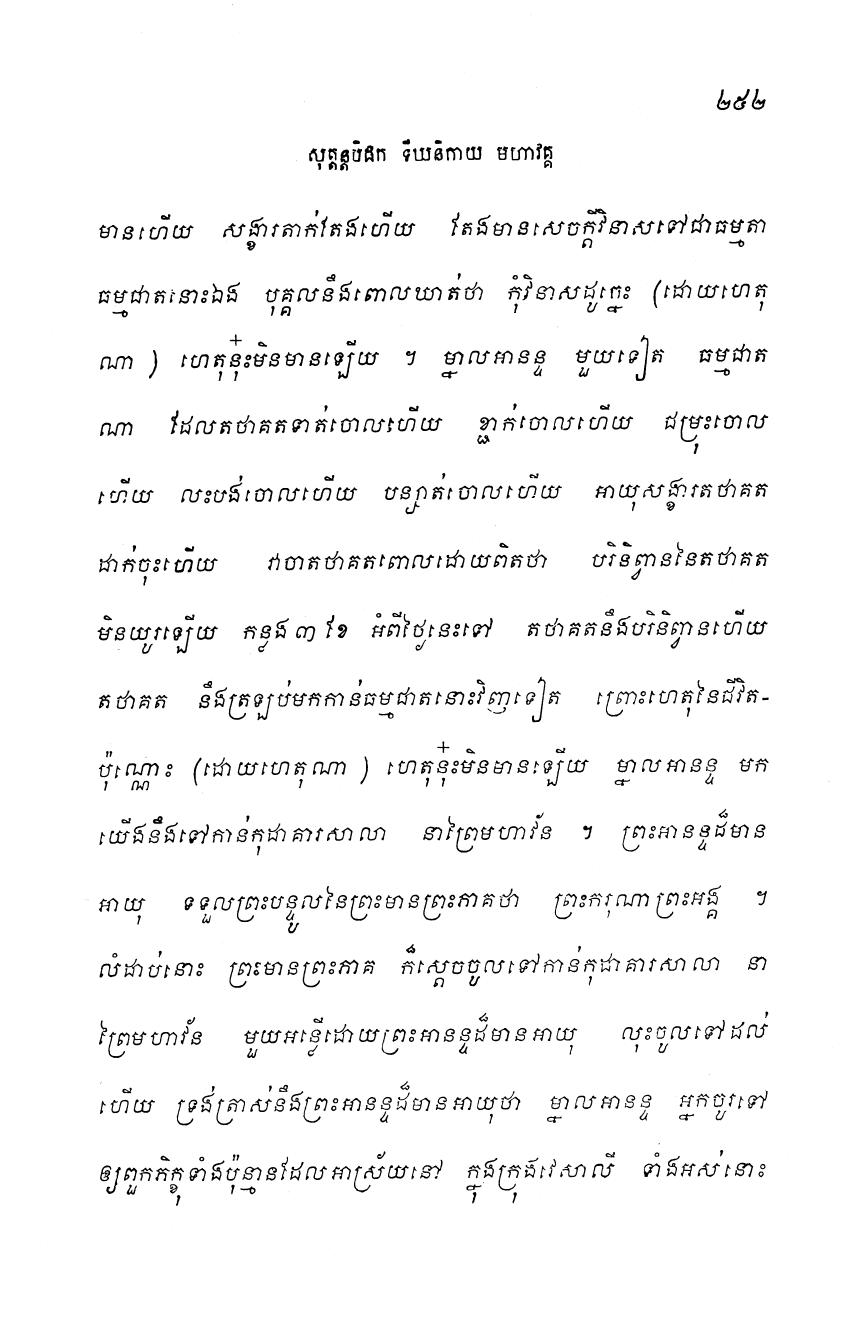 ២៥២
សុត្តន្តបិដក ទីឃនិកាយ មហាវគ្គ
មានហើយ សង្ខារតាក់តែងហើយ តែងមានសេចក្តីវិនាសទៅជាធម្មតា
ធម្មជាតនោះឯង បុគ្គលនឹងពោលឃាត់ថា កុំវិនាសដូច្នេះ (ដោយហេតុ
ណា ) ហេតុនុ៎ះមិនមានឡើយ ។ ម្នាលអានន្ទ មួយទៀត ធម្មជាត
ណា ដែលតថាគតទាត់ចោលហើយ ខ្ជាក់ចោលហើយ ជម្រុះចោល
ហើយ លះបង់ចោលហើយ បន្សាត់ចោលហើយ អាយុសង្ខារតថាគត
ដាក់ចុះហើយ វាចាតថាគតពោលដោយពិតថា បរិនិព្វាននៃតថាគត
មិនយូរឡើយ កន្លង ៣ ខែ អំពីថ្ងៃនេះទៅ តថាគតនឹងបរិនិព្វានហើយ
តថាគត នឹងត្រឡប់មកកាន់ធម្មជាតនោះវិញទៀត ព្រោះហេតុនៃជីវិត-
ប៉ុណ្ណោះ (ដោយហេតុណា ) ហេតុនុ៎ះមិនមានឡើយ ម្នាលអានន្ទ មក
យើងនឹងទៅកាន់កុដាគារសាលា នាព្រៃមហាវ័ន ។ ព្រះអានន្ទដ៏មាន
អាយុ ទទួលព្រះបន្ទូលនៃព្រះមានព្រះភាគថា ព្រះករុណាព្រះអង្គ ។
លំដាប់នោះ ព្រះមានព្រះភាគ ក៏ស្តេចចូលទៅកាន់កុដាគារសាលា នា
ព្រៃមហាវ័ន មួយអន្លើដោយព្រះអានន្ទដ៏មានអាយុ លុះចូលទៅដល់
ហើយ ទ្រង់ត្រាស់នឹងព្រះអានន្ទដ៏មានអាយុថា ម្នាលអានន្ទ អ្នកចូរទៅ
ឲ្យពួកភិក្ខុទាំងប៉ុន្មានដែលអាស្រ័យនៅ ក្នុងក្រុងវេសាលី ទាំងអស់នោះ